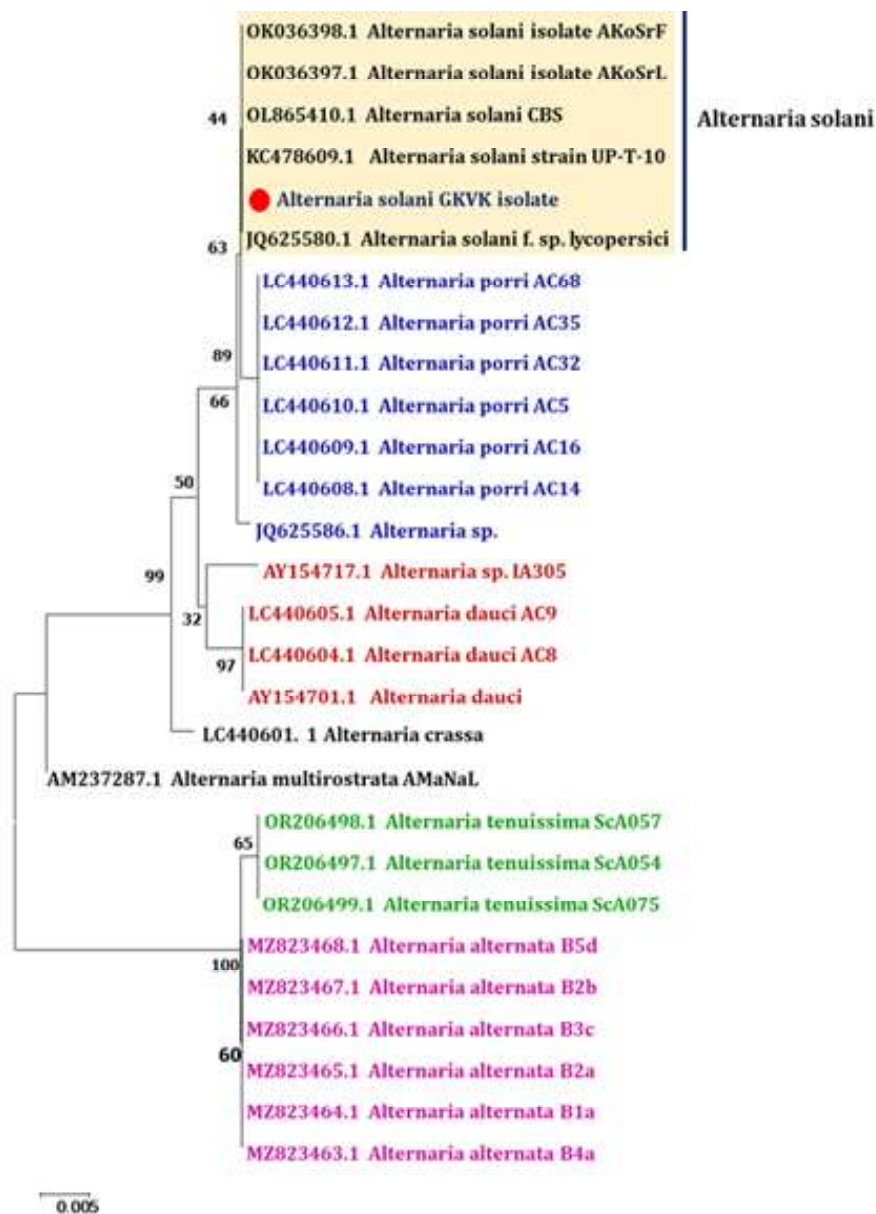 OK036398.1 Alternaria solani isolate AKoSrF
OK036397.1 Alternaria solani isolate AKoSrL
44
OL865410.1 Alternaria solani CBS
Alternaria solani
KC478609.1 Alternaria solani strain UP-T-10
Alternaria solani GKVK isolate
63
JQ625580.1 Alternaria solani f. sp. lycopersici
LC440613.1 Alternaria porri AC68
LC440612.1 Alternaria porri AC35
89
LC440611.1 Alternaria porri AC32
66
LC440610.1 Alternaria porri AC5
LC440609.1 Alternaria porri AC16
50
LC440608.1 Alternaria porri AC14
JQ625586.1 Alternaria sp.
99
AY154717.1 Alternaria sp. IA305
32
LC440605.1 Alternaria dauci AC9
LC440604.1 Alternaria dauci AC8
97
AY154701.1 Alternaria dauci
LC440601. 1 Alternaria crassa
AM237287.1 Alternaria multirostrata AMaNaL
OR206498.1 Alternaria tenuissima ScA057
65
OR206497.1 Alternaria tenuissima ScA054
OR206499.1 Alternaria tenuissima ScA075
MZ823468.1 Alternaria alternata B5d
100
MZ823467.1 Alternaria alternata B2b
MZ823466.1 Alternaria alternata B3c
60
MZ823465.1 Alternaria alternata B2a
MZ823464.1 Alternaria alternata B1a
MZ823463.1 Alternaria alternata B4a
0.005